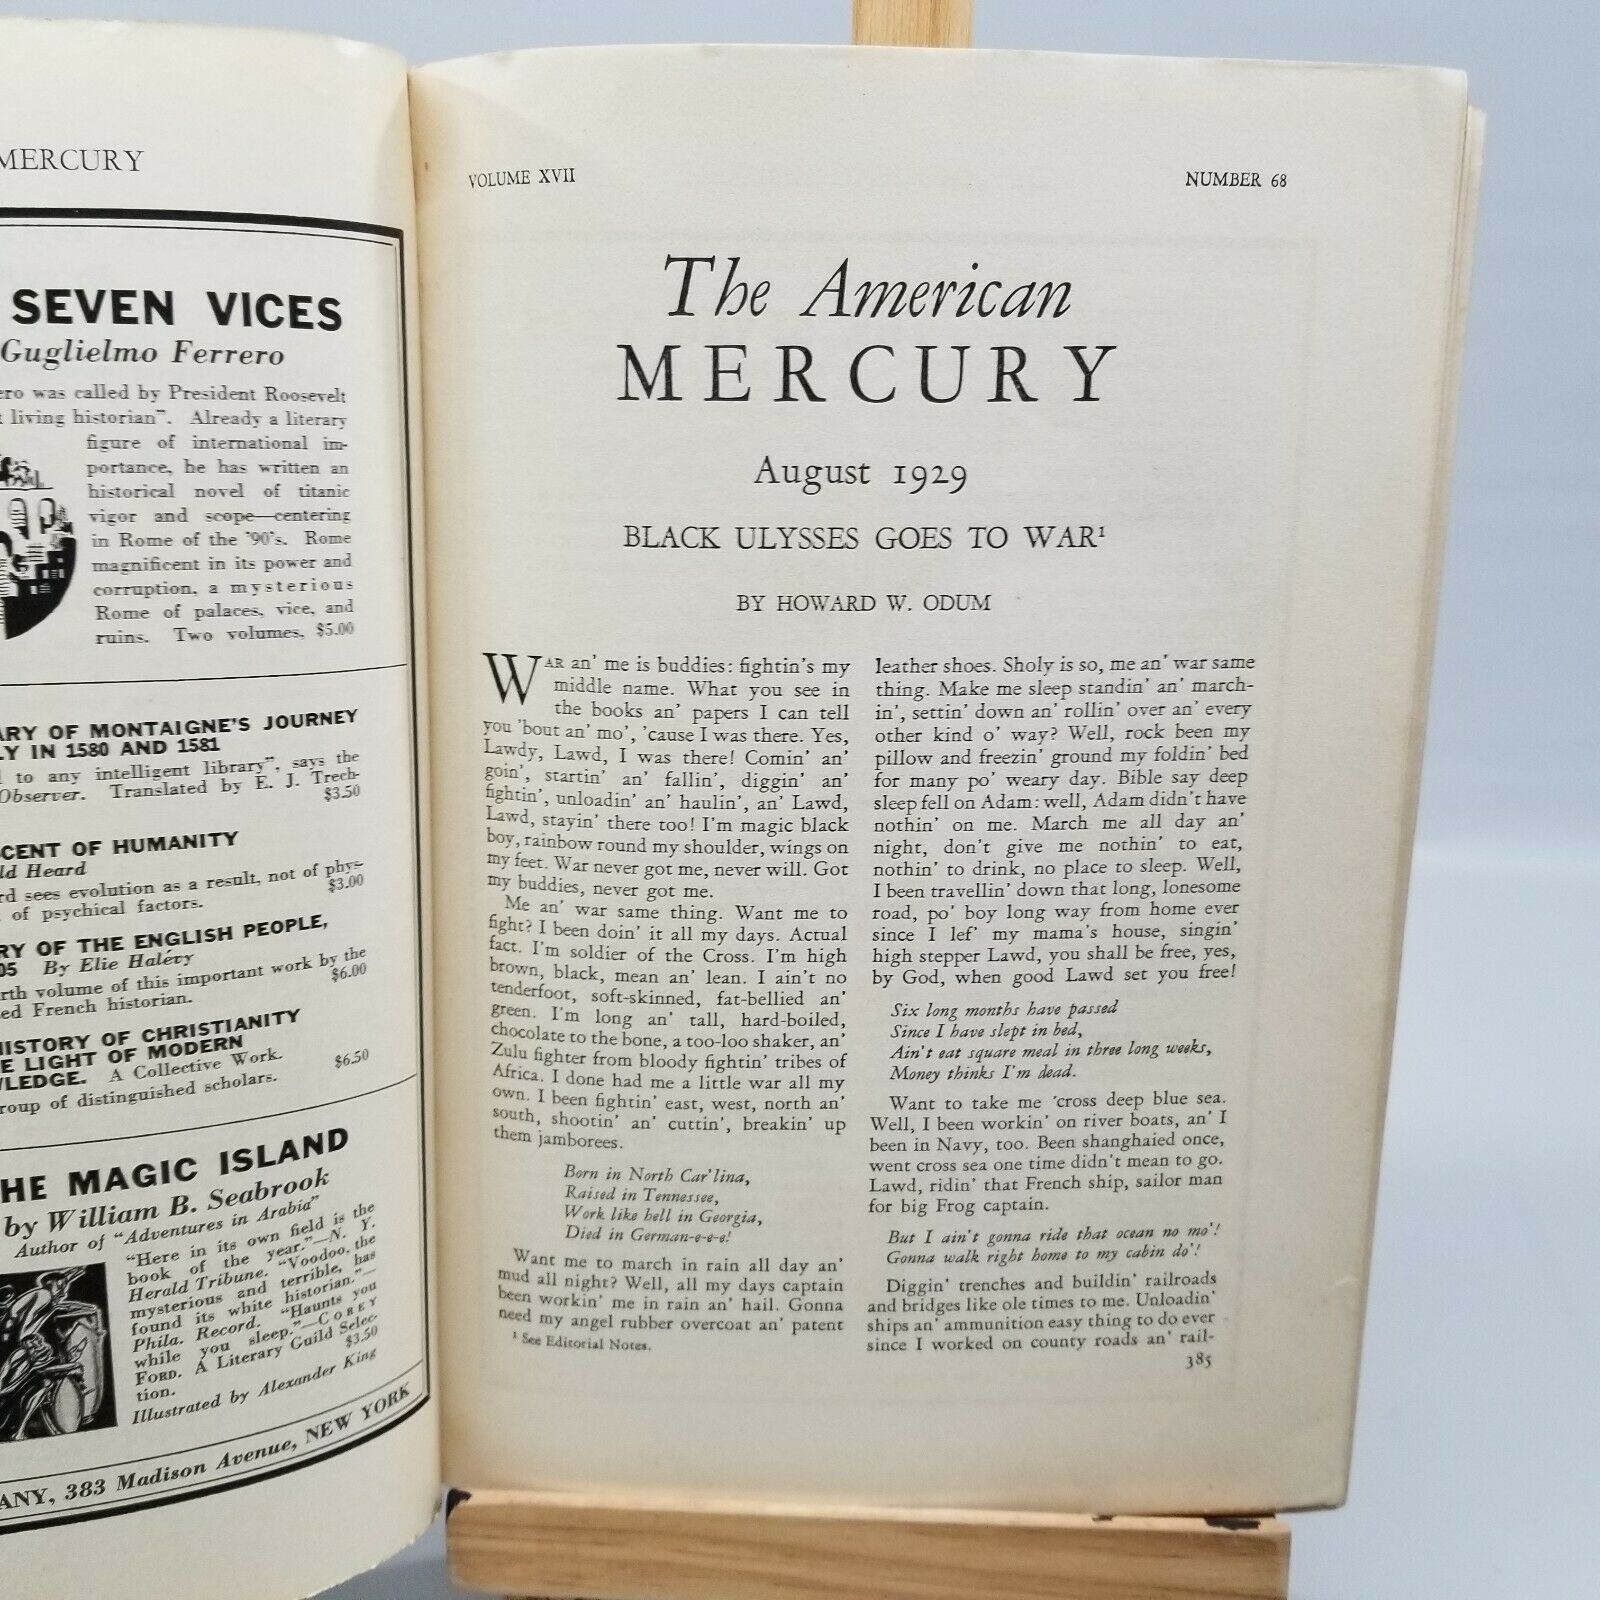 MERCURY
SEVEN VICES
Guglielmo Ferrero
was called by President Roosevelt
living historian". Already a literary
figure of international im-
portance, he has written an
historical novel of titanic
vigor and scope—centering
in Rome of the '90's. Rome
magnificent in its power and
corruption, a mysterious
Rome of palaces, vice, and
ruins. Two volumes, $5.00
OF MONTAIGNE'S JOURNEY
IN 1580 AND 1581
to any intelligent library", says the
Observer. Translated by E. J. Trech-
$3.50
OF HUMANITY
Heard
sees evolution as a result, not of phys-
of psychical factors. $3.00
OF THE ENGLISH PEOPLE,
By Elie Halévy
volume of this important work by the
French historian. $6.00
HISTORY OF CHRISTIANITY
LIGHT OF MODERN
A Collective Work.
of distinguished scholars. $6.50
MAGIC ISLAND
by William B. Seabrook
Author of "Adventures in Arabia"
"Here in its own field is the
book of the year."—N. Y.
Herald Tribune. "Voodoo, the
mysterious and terrible, has
found its white historian."—
Phila. Record. "Haunts you
while you sleep."—COREY
FORD. A Literary Guild Selec-
tion. $3.50
Illustrated by Alexander King
383 Madison Avenue, NEW YORK
VOLUME XVII NUMBER 68
The American
MERCURY
August 1929
BLACK ULYSSES GOES TO WAR¹
BY HOWARD W. ODUM
WAR an' me is buddies: fightin's my
middle name. What you see in
the books an' papers I can tell
you 'bout an' mo', 'cause I was there. Yes,
Lawdy, Lawd, I was there! Comin' an'
goin', startin' an' fallin', diggin' an'
fightin', unloadin' an' haulin', an' Lawd,
Lawd, stayin' there too! I'm magic black
boy, rainbow round my shoulder, wings on
my feet. War never got me, never will. Got
my buddies, never got me.
Me an' war same thing. Want me to
fight? I been doin' it all my days. Actual
fact. I'm soldier of the Cross. I'm high
brown, black, mean an' lean. I ain't no
tenderfoot, soft-skinned, fat-bellied an'
green. I'm long an' tall, hard-boiled,
chocolate to the bone, a too-loo shaker, an'
Zulu fighter from bloody fightin' tribes of
Africa. I done had me a little war all my
own. I been fightin' east, west, north an'
south, shootin' an' cuttin', breakin' up
them jamborees.
Born in North Car'lina,
Raised in Tennessee,
Work like hell in Georgia,
Died in German-e-e-e!
Want me to march in rain all day an'
mud all night? Well, all my days captain
been workin' me in rain an' hail. Gonna
need my angel rubber overcoat an' patent
¹ See Editorial Notes.
leather shoes. Sholy is so, me an' war same
thing. Make me sleep standin' an' march-
in', settin' down an' rollin' over an' every
other kind o' way? Well, rock been my
pillow and freezin' ground my foldin' bed
for many po' weary day. Bible say deep
sleep fell on Adam: well, Adam didn't have
nothin' on me. March me all day an'
night, don't give me nothin' to eat,
nothin' to drink, no place to sleep. Well,
I been travellin' down that long, lonesome
road, po' boy long way from home ever
since I lef' my mama's house, singin'
high stepper Lawd, you shall be free, yes,
by God, when good Lawd set you free!
Six long months have passed
Since I have slept in bed,
Ain't eat square meal in three long weeks,
Money thinks I'm dead.
Want to take me 'cross deep blue sea.
Well, I been workin' on river boats, an' I
been in Navy, too. Been shanghaied once,
went cross sea one time didn't mean to go.
Lawd, ridin' that French ship, sailor man
for big Frog captain.
But I ain't gonna ride that ocean no mo'!
Gonna walk right home to my cabin do'!
Diggin' trenches and buildin' railroads
and bridges like ole times to me. Unloadin'
ships an' ammunition easy thing to do ever
since I worked on county roads an' rail-
385